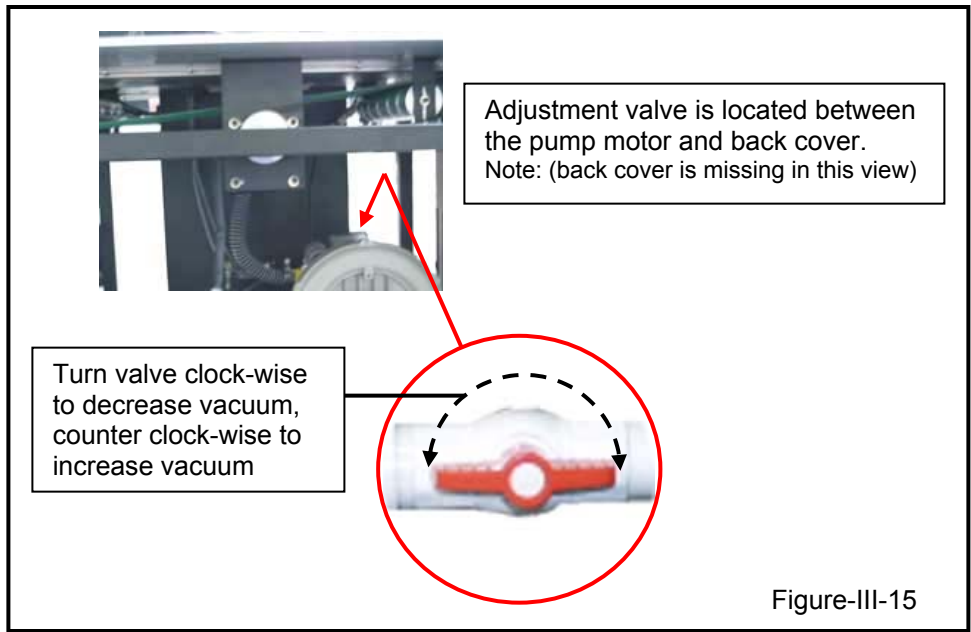 Adjustment valve is located between
the pump motor and back cover.
Note: (back cover is missing in this view)
Turn valve clock-wise
to decrease vacuum,
counter clock-wise to
increase vacuum
Figure-III-15